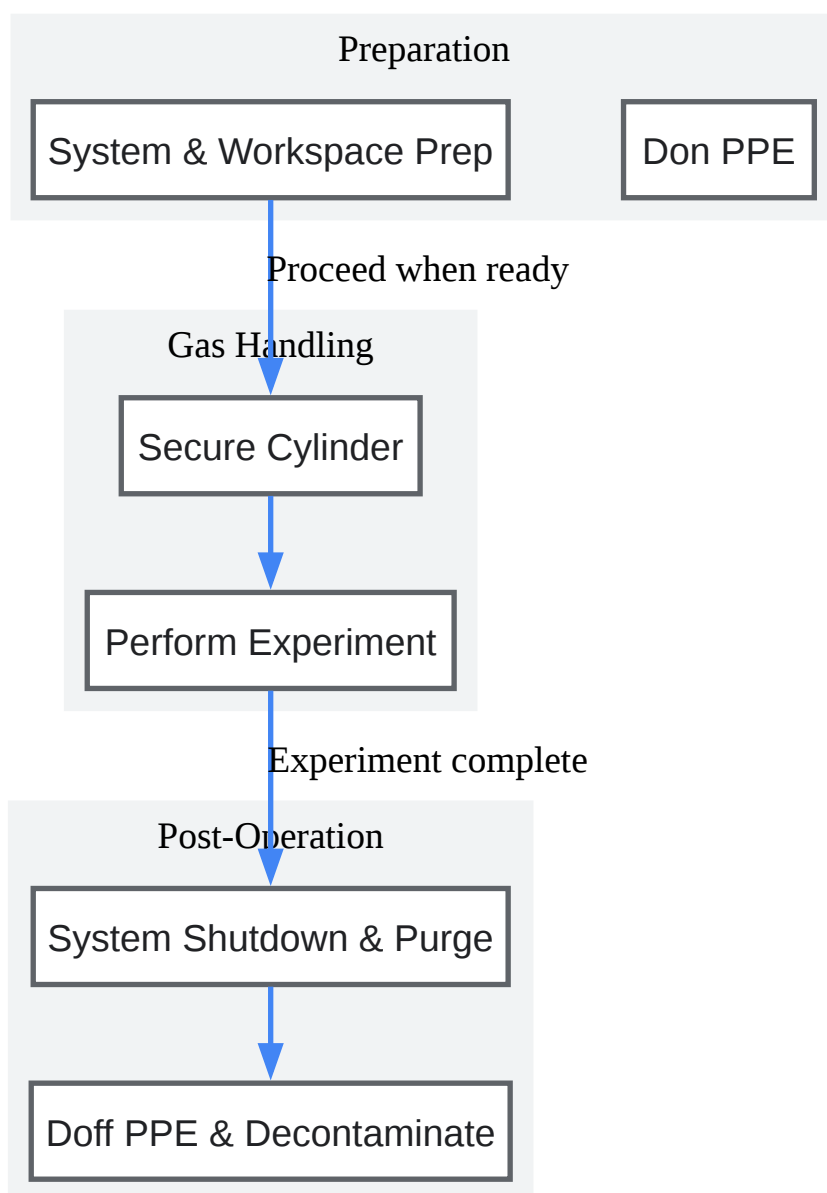 Preparation
System & Workspace Prep
Don PPE
Proceed when ready
Gas Handling
Secure Cylinder
Perform Experiment
Experiment complete
Post-Operation
System Shutdown & Purge
Doff PPE & Decontaminate